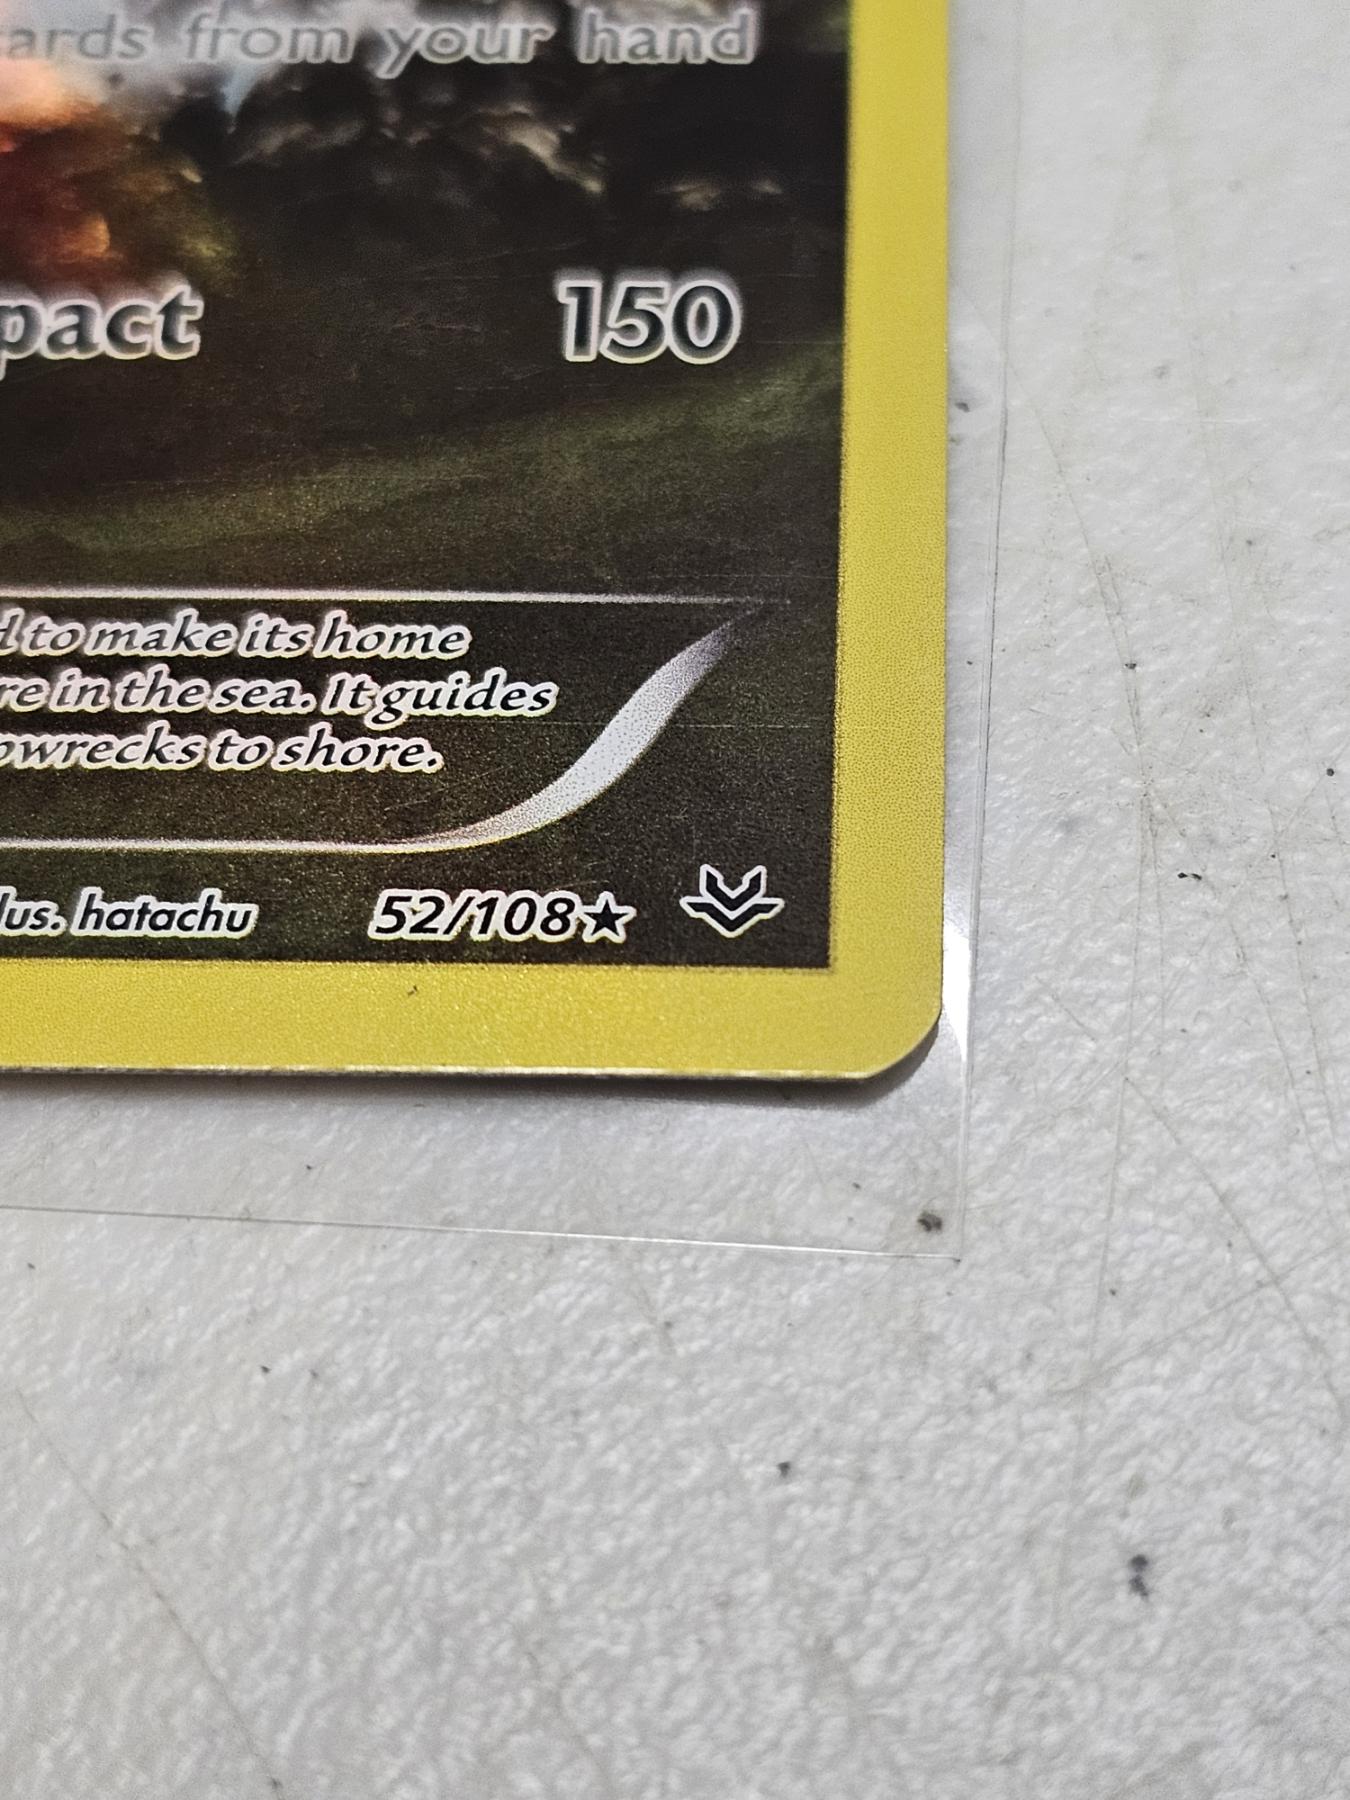 ards from your hand
pact 150
d to make its home
re in the sea. It guides
pwrecks to shore.
lus. hatachu 52/108★